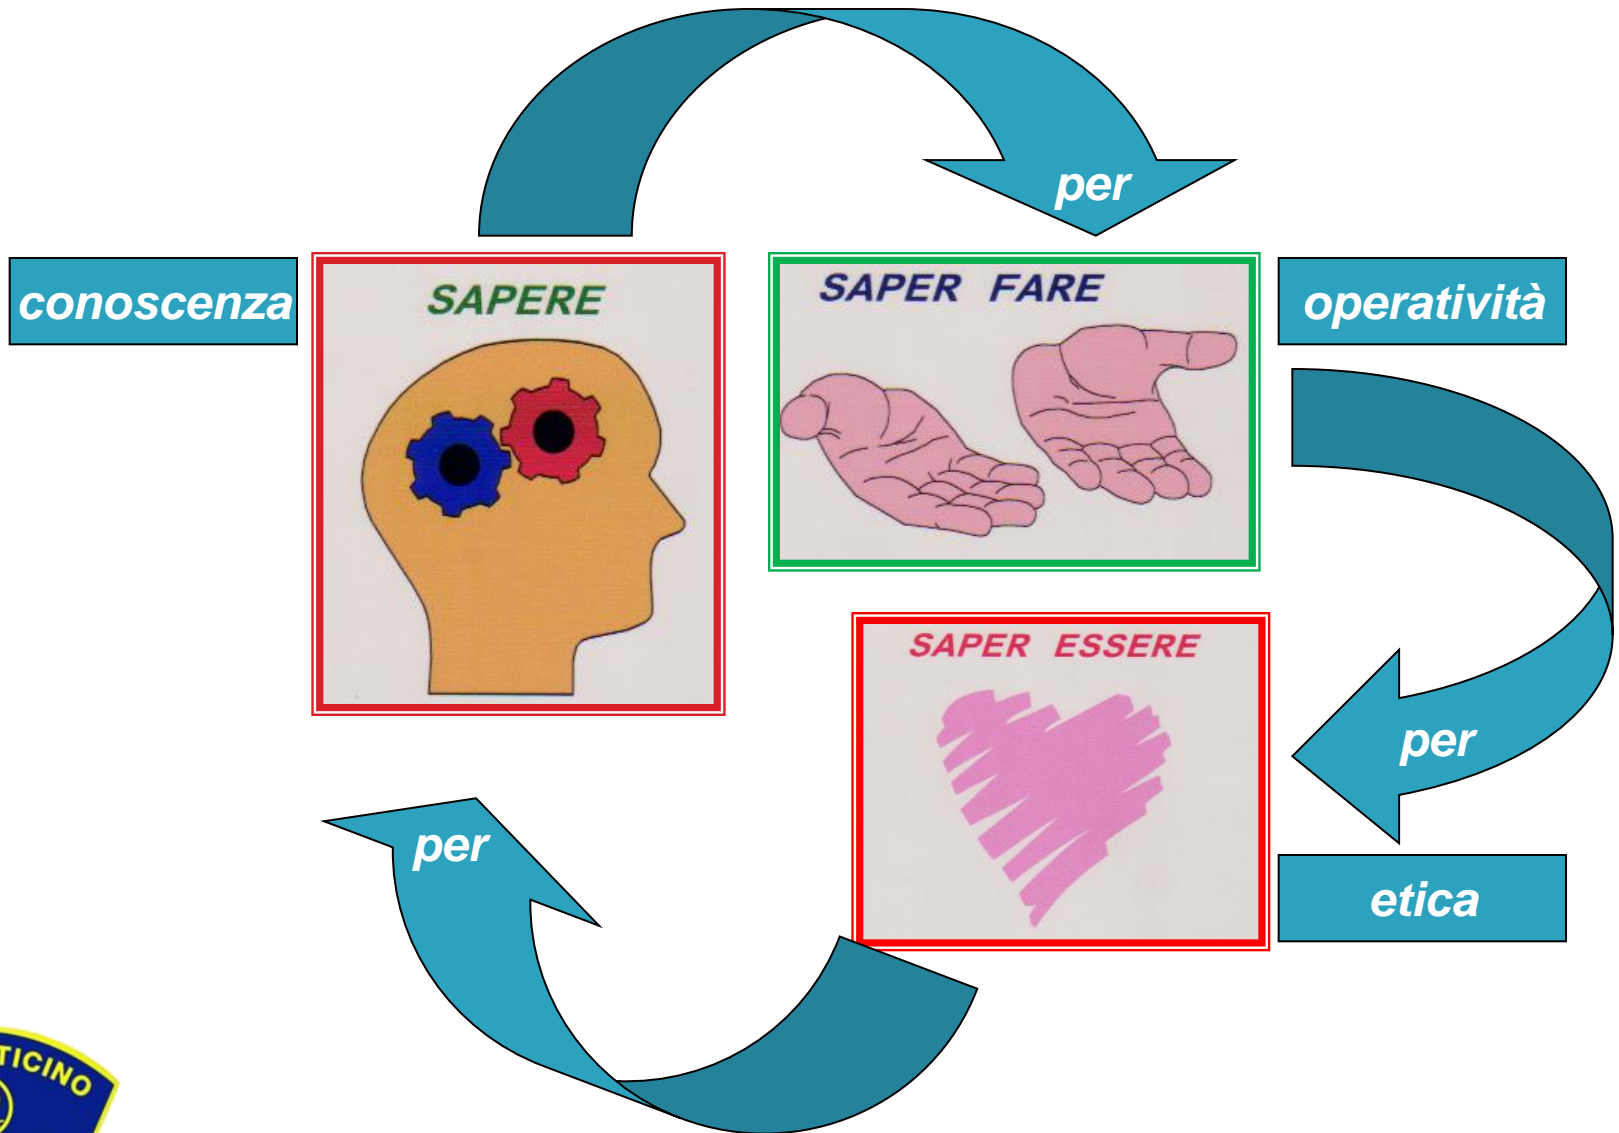 per
conoscenza
SAPERE
SAPER FARE
operatività
SAPER ESSERE
per
per
etica
TICINO